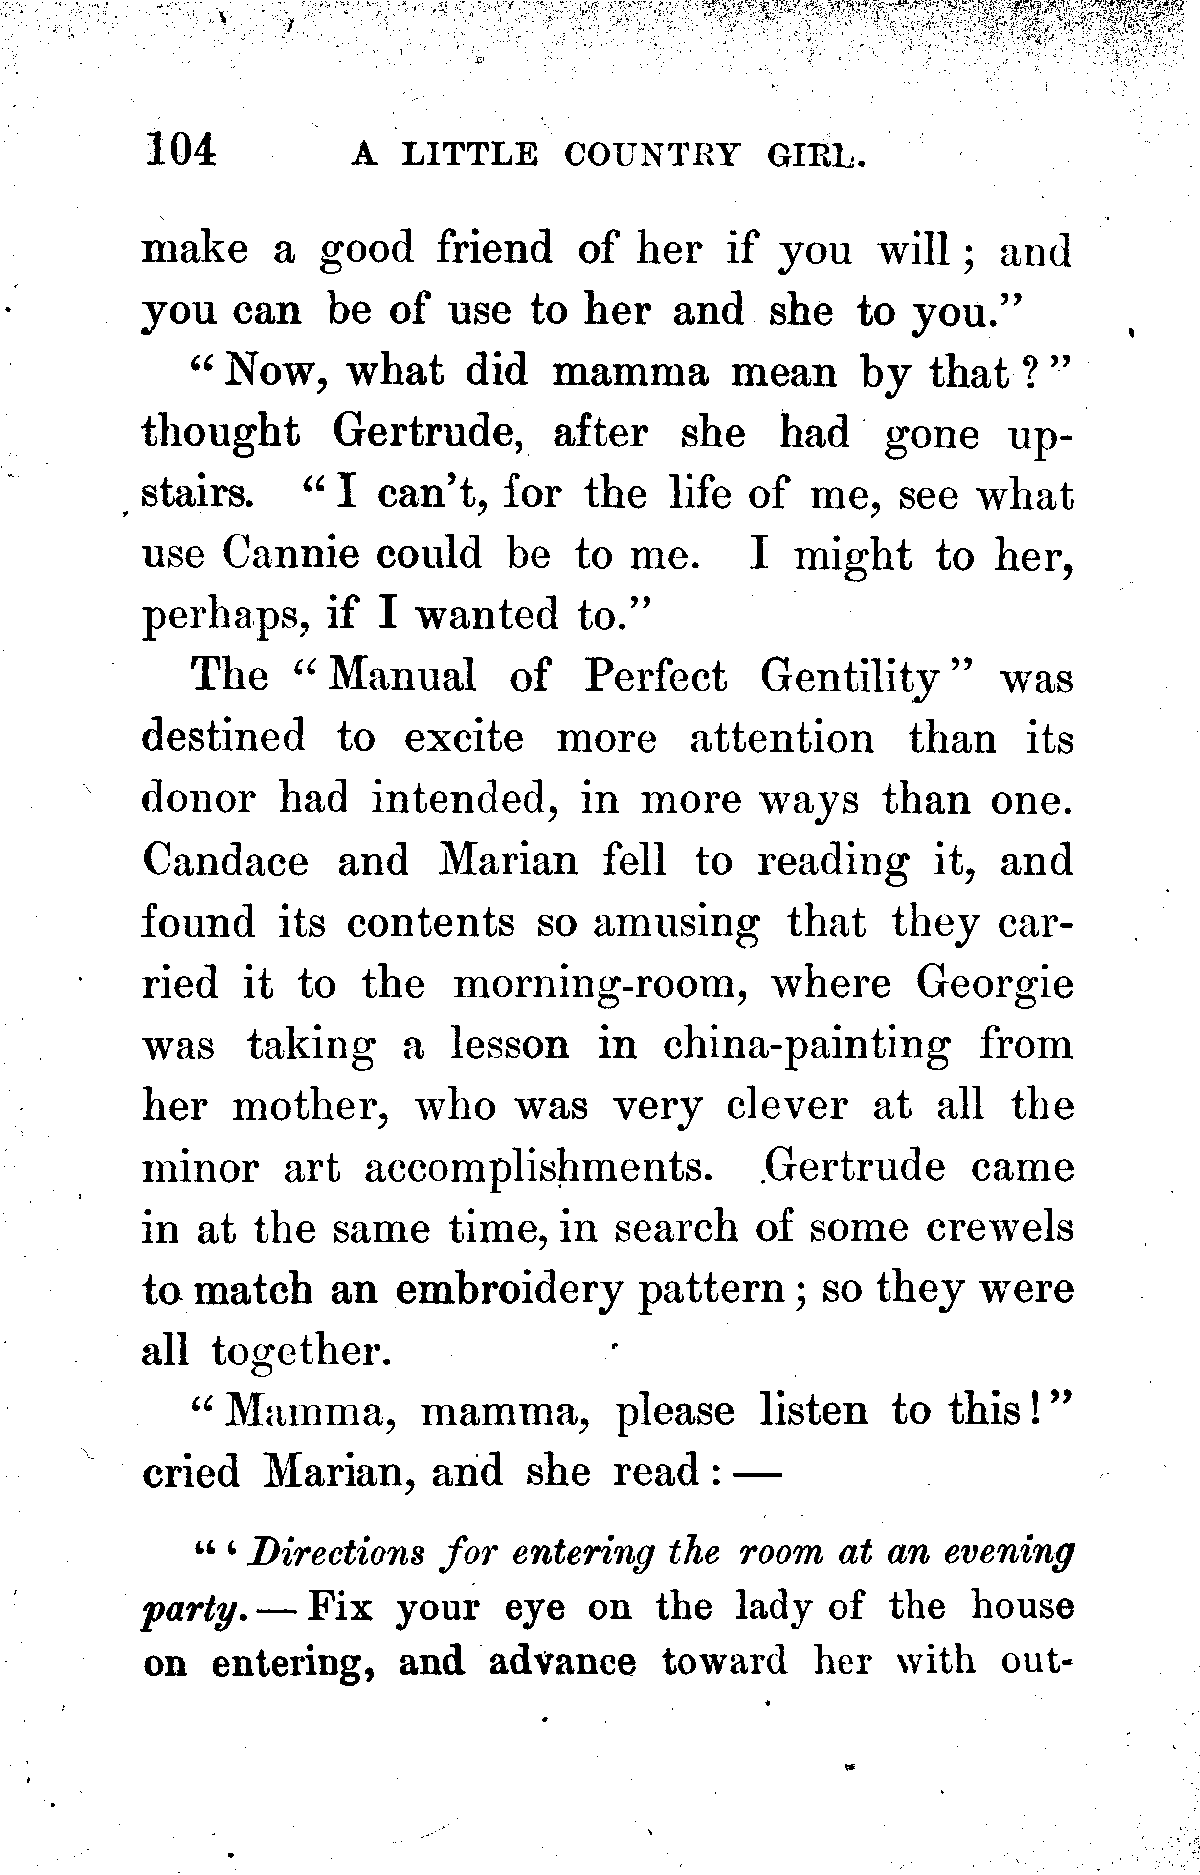 104 A LITTLE COUNTRY GIRL.
make a good friend of her if you will; and
you can be of use to her and she to you."
"Now, what did mamma mean by that?"
thought Gertrude, after she had gone up-
stairs. "I can't, for the life of me, see what
use Cannie could be to me. I might to her,
perhaps, if I wanted to."
The "Manual of Perfect Gentility" was
destined to excite more attention than its
donor had intended, in more ways than one.
Candace and Marian fell to reading it, and
found its contents so amusing that they car-
ried it to the morning-room, where Georgie
was taking a lesson in china-painting from
her mother, who was very clever at all the
minor art accomplishments. Gertrude came
in at the same time, in search of some crewels
to match an embroidery pattern; so they were
all together.
"Mamma, mamma, please listen to this!"
cried Marian, and she read:—
"'Directions for entering the room at an evening
party.—Fix your eye on the lady of the house
on entering, and advance toward her with out-